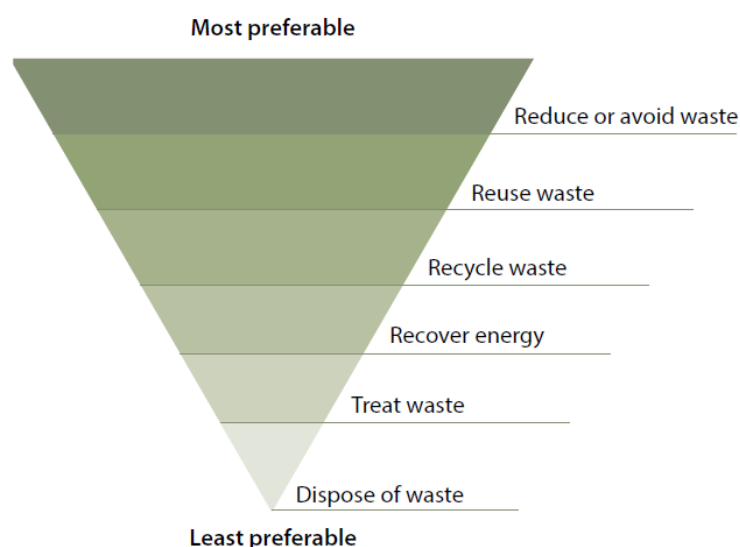 Most preferable
Reduce or avoid waste
Reuse waste
Recycle waste
Recover energy
Treat waste
Dispose of waste
Least preferable